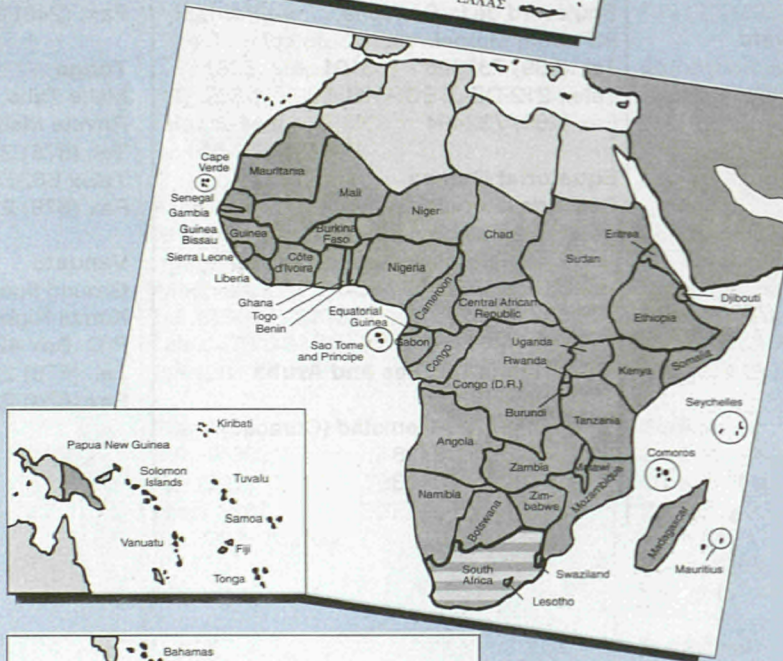 ΕΛΛΑΣ
Cape
Verde
Mauritania
Mali
Niger
Chad
Sudan
Eritrea
Djibouti
Senegal
Gambia
Guinea
Bissau
Guinea
Burkina
Faso
Sierra Leone
Côte
d'Ivoire
Liberia
Nigeria
Ghana
Togo
Benin
Cameroon
Central African
Republic
Ethiopia
Equatorial
Guinea
Sao Tome
and Principe
Gabon
Congo
Uganda
Rwanda
Kenya
Somalia
Congo (D.R.)
Burundi
Tanzania
Seychelles
Comoros
Angola
Zambia
Malawi
Mozambique
Namibia
Botswana
Zim-
babwe
Madagascar
Mauritius
South
Africa
Swaziland
Lesotho
Kiribati
Papua New Guinea
Solomon
Islands
Tuvalu
Samoa
Vanuatu
Fiji
Tonga
Bahamas